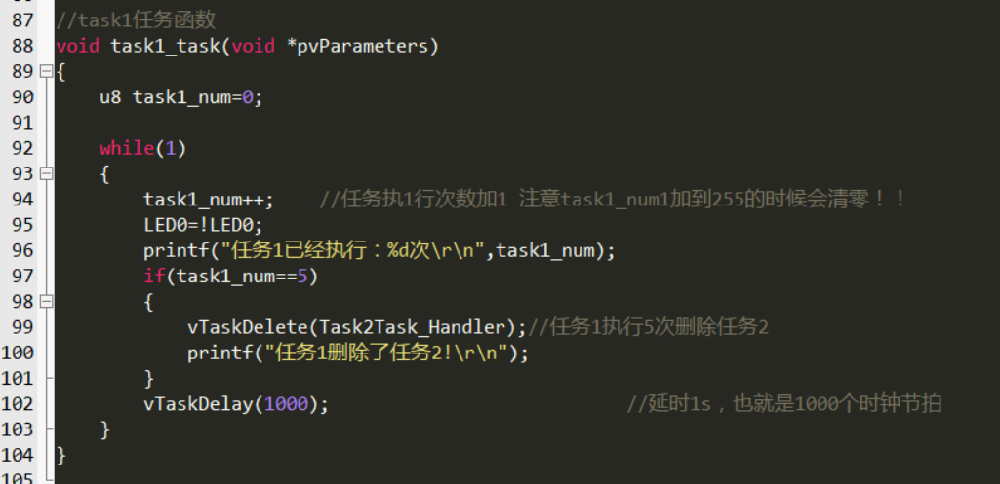 87 //task1任务函数
88 void task1_task(void *pvParameters)
89 {
90 u8 task1_num=0;
91
92 while(1)
93 {
94 task1_num++; //任务执1行次数加1 注意task1_num1加到255的时候会清零！！
95 LED0=!LED0;
96 printf("任务1已经执行：%d次\r\n",task1_num);
97 if(task1_num==5)
98 {
99 vTaskDelete(Task2Task_Handler);//任务1执行5次删除任务2
100 printf("任务1删除了任务2!\r\n");
101 }
102 vTaskDelay(1000); //延时1s，也就是1000个时钟节拍
103 }
104 }
105